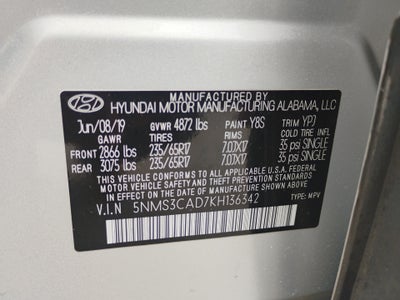 MANUFACTURED BY
HYUNDAI MOTOR MANUFACTURING ALABAMA, LLC
Jun/08/19 GVWR 4872 lbs PAINT Y8S TRIM YPJ
GAWR TIRES RIMS COLD TIRE INFL
FRONT 2866 lbs 235/65R17 7.0JX17 35 psi SINGLE
REAR 3075 lbs 235/65R17 7.0JX17 35 psi SINGLE
THIS VEHICLE CONFORMS TO ALL APPLICABLE U.S.A. FEDERAL MOTOR VEHICLE SAFETY STANDARDS
IN EFFECT ON THE DATE OF MANUFACTURE SHOWN ABOVE.
V.I.N 5NMS3CAD7KH136342 TYPE: MPV